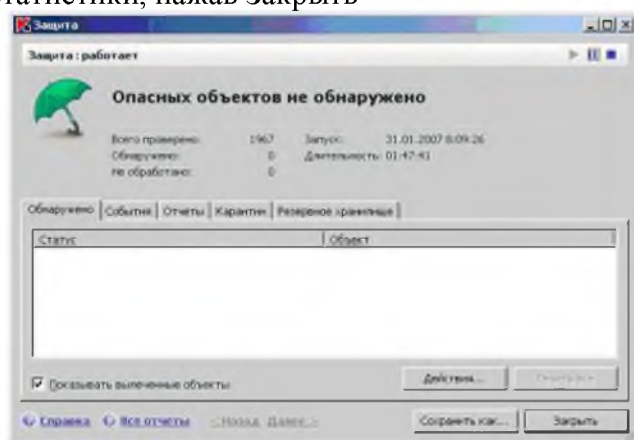 статистики, нажав Закрыть
Защита
Защита : работает
Опасных объектов не обнаружено
Всего проверено: 1967 Запуск: 31.01.2007 8:09:26
Обнаружено: 0 Длительность: 01:47:41
Не обработано: 0
Обнаружено События Отчеты Карантин Резервное хранилище
Статус Объект
Показывать вылеченные объекты Действия...
Справка Все отчеты < Назад Далее > Сохранить как... Закрыть